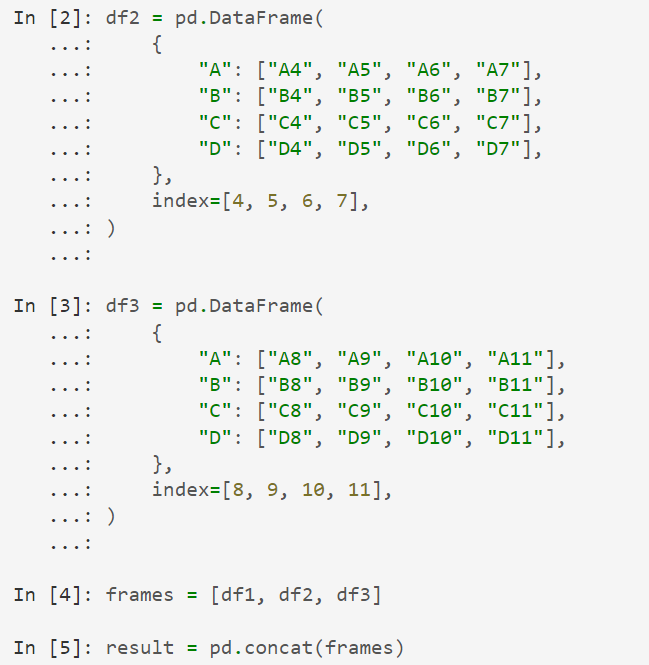 In [2]: df2 = pd.DataFrame(
   ...:     {
   ...:         "A": ["A4", "A5", "A6", "A7"],
   ...:         "B": ["B4", "B5", "B6", "B7"],
   ...:         "C": ["C4", "C5", "C6", "C7"],
   ...:         "D": ["D4", "D5", "D6", "D7"],
   ...:     },
   ...:     index=[4, 5, 6, 7],
   ...: )
   ...:
In [3]: df3 = pd.DataFrame(
   ...:     {
   ...:         "A": ["A8", "A9", "A10", "A11"],
   ...:         "B": ["B8", "B9", "B10", "B11"],
   ...:         "C": ["C8", "C9", "C10", "C11"],
   ...:         "D": ["D8", "D9", "D10", "D11"],
   ...:     },
   ...:     index=[8, 9, 10, 11],
   ...: )
   ...:
In [4]: frames = [df1, df2, df3]
In [5]: result = pd.concat(frames)